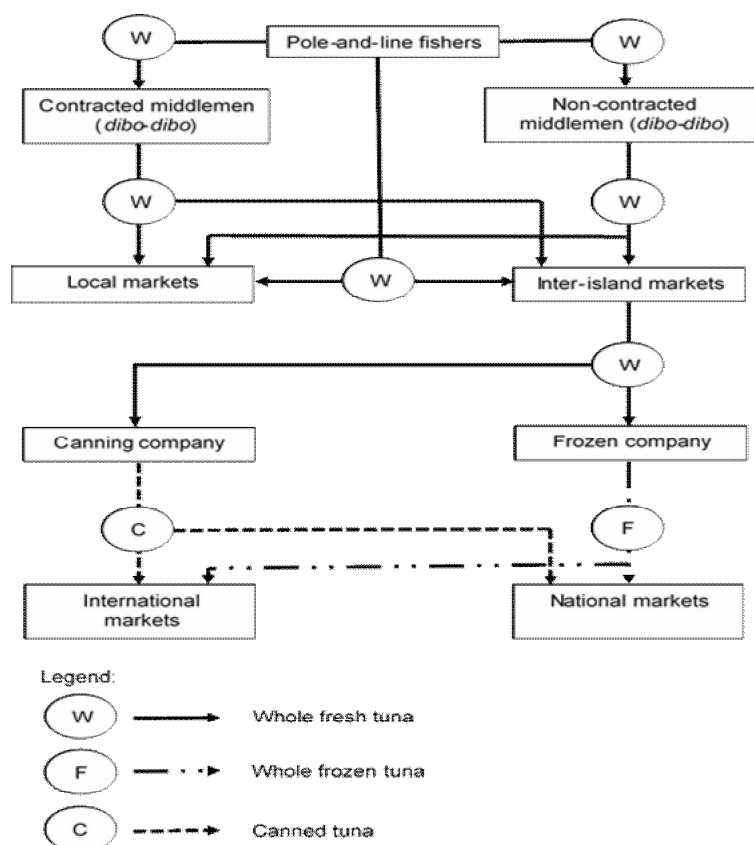 W
Pole-and-line fishers
W
Contracted middlemen
(dibo-dibo)
Non-contracted
middlemen (dibo-dibo)
W
W
Local markets
W
Inter-island markets
W
Canning company
Frozen company
C
F
International
markets
National markets
Legend:
W
Whole fresh tuna
F
Whole frozen tuna
C
Canned tuna